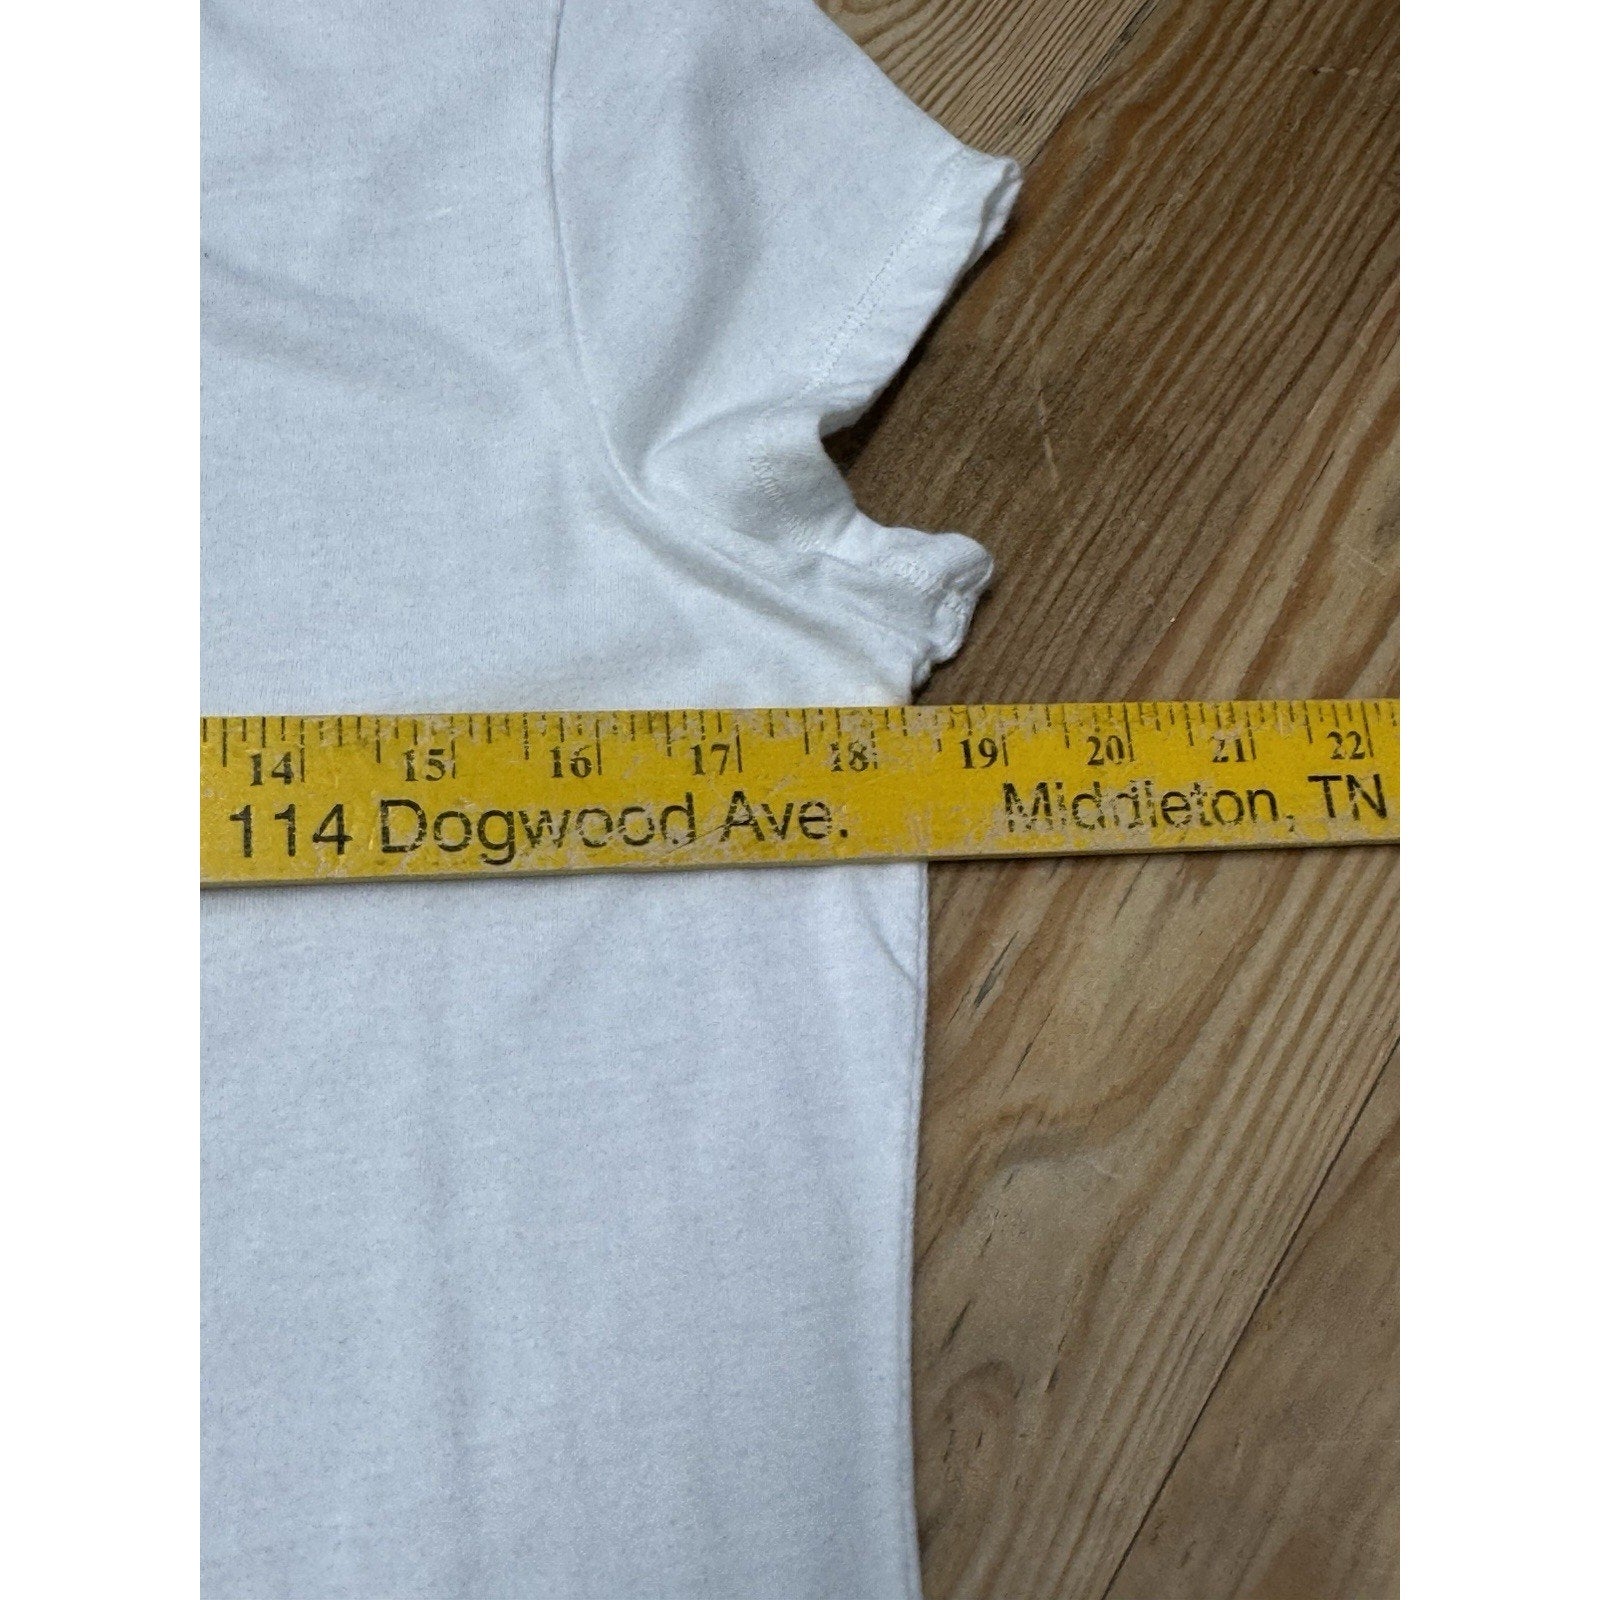 14 15 16 17 18 19 20 21 22
114 Dogwood Ave. Middleton, TN